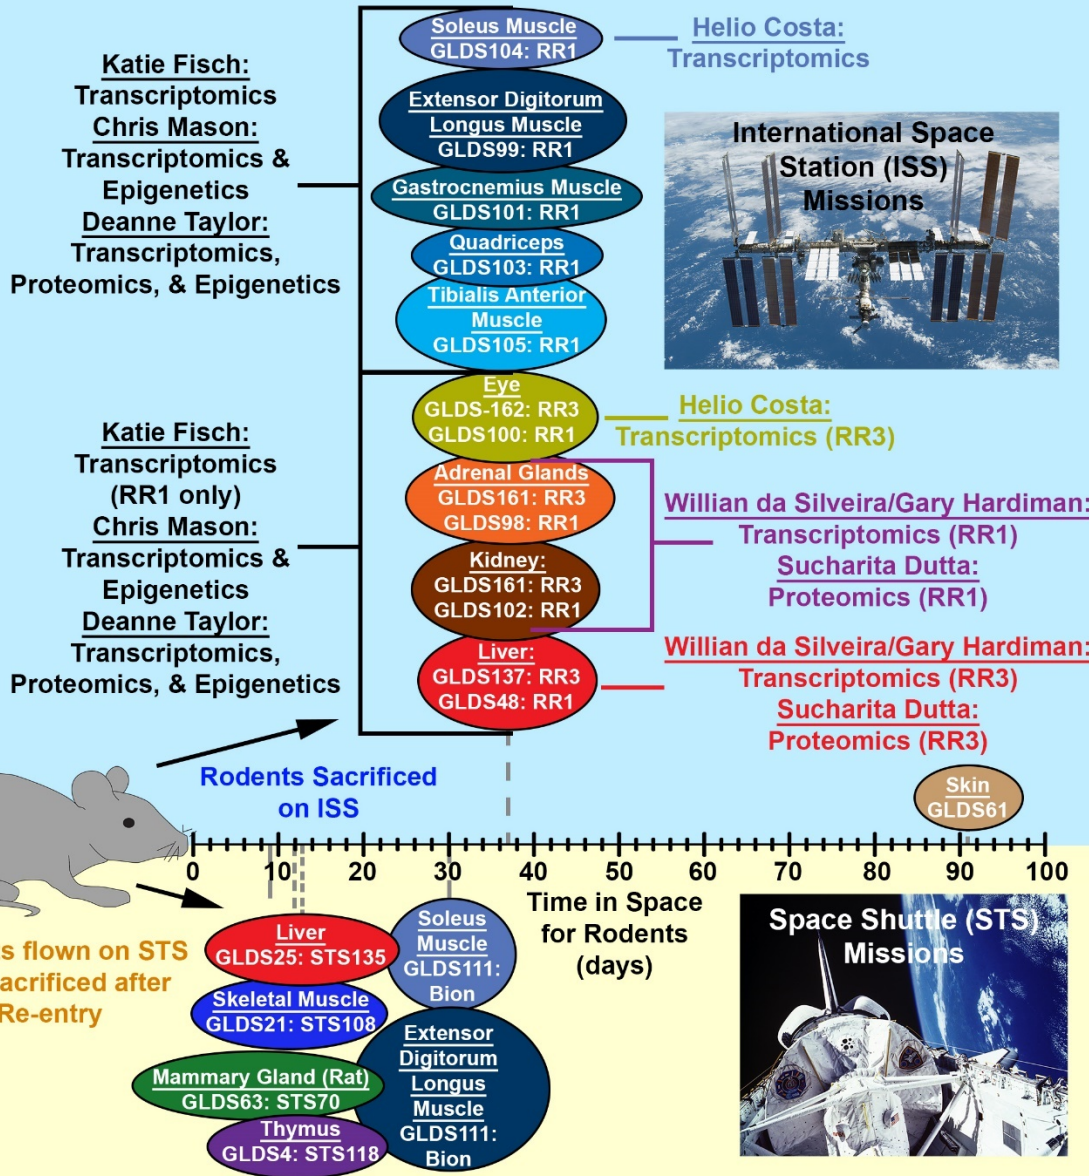 Soleus Muscle
GLDS104: RR1
Helio Costa:
Transcriptomics
Katie Fisch:
Transcriptomics
Chris Mason:
Transcriptomics &
Epigenetics
Deanne Taylor:
Transcriptomics,
Proteomics, & Epigenetics
Extensor Digitorum
Longus Muscle
GLDS99: RR1
Gastrocnemius Muscle
GLDS101: RR1
Quadriceps
GLDS103: RR1
Tibialis Anterior
Muscle
GLDS105: RR1
International Space
Station (ISS)
Missions
Eye
GLDS-162: RR3
GLDS100: RR1
Helio Costa:
Transcriptomics (RR3)
Katie Fisch:
Transcriptomics
(RR1 only)
Chris Mason:
Transcriptomics &
Epigenetics
Deanne Taylor:
Transcriptomics,
Proteomics, & Epigenetics
Adrenal Glands
GLDS161: RR3
GLDS98: RR1
Kidney:
GLDS161: RR3
GLDS102: RR1
Willian da Silveira/Gary Hardiman:
Transcriptomics (RR1)
Sucharita Dutta:
Proteomics (RR1)
Liver:
GLDS137: RR3
GLDS48: RR1
Willian da Silveira/Gary Hardiman:
Transcriptomics (RR3)
Sucharita Dutta:
Proteomics (RR3)
Rodents Sacrificed
on ISS
Skin
GLDS61
0 10 20 30 40 50 60 70 80 90 100
Time in Space
for Rodents
(days)
s flown on STS
acrificed after
Re-entry
Liver
GLDS25: STS135
Skeletal Muscle
GLDS21: STS108
Mammary Gland (Rat)
GLDS63: STS70
Thymus
GLDS4: STS118
Soleus
Muscle
GLDS111:
Bion
Extensor
Digitorum
Longus
Muscle
GLDS111:
Bion
Space Shuttle (STS)
Missions